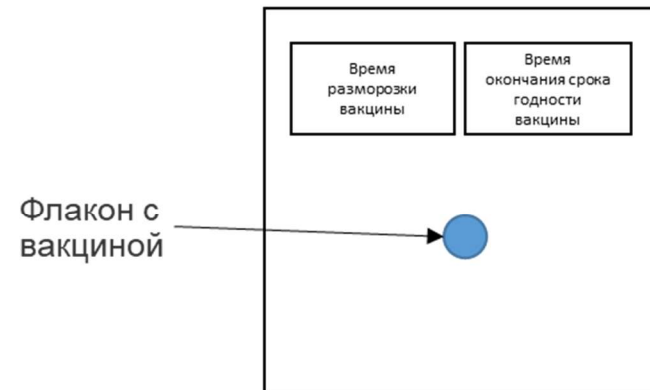 Время
разморозки
вакцины
Время
окончания срока
годности
вакцины
Флакон с
вакциной